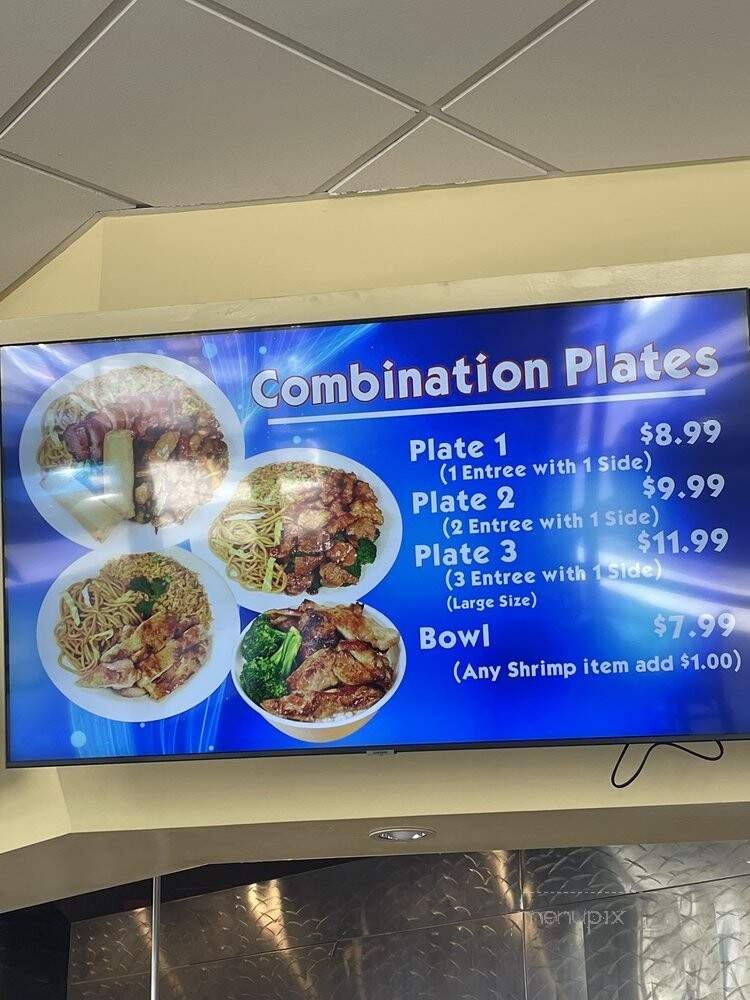 Combination Plates
Plate 1 $8.99
(1 Entree with 1 Side)
Plate 2 $9.99
(2 Entree with 1 Side)
Plate 3 $11.99
(3 Entree with 1 Side)
(Large Size)
Bowl $7.99
(Any Shrimp item add $1.00)
menupix